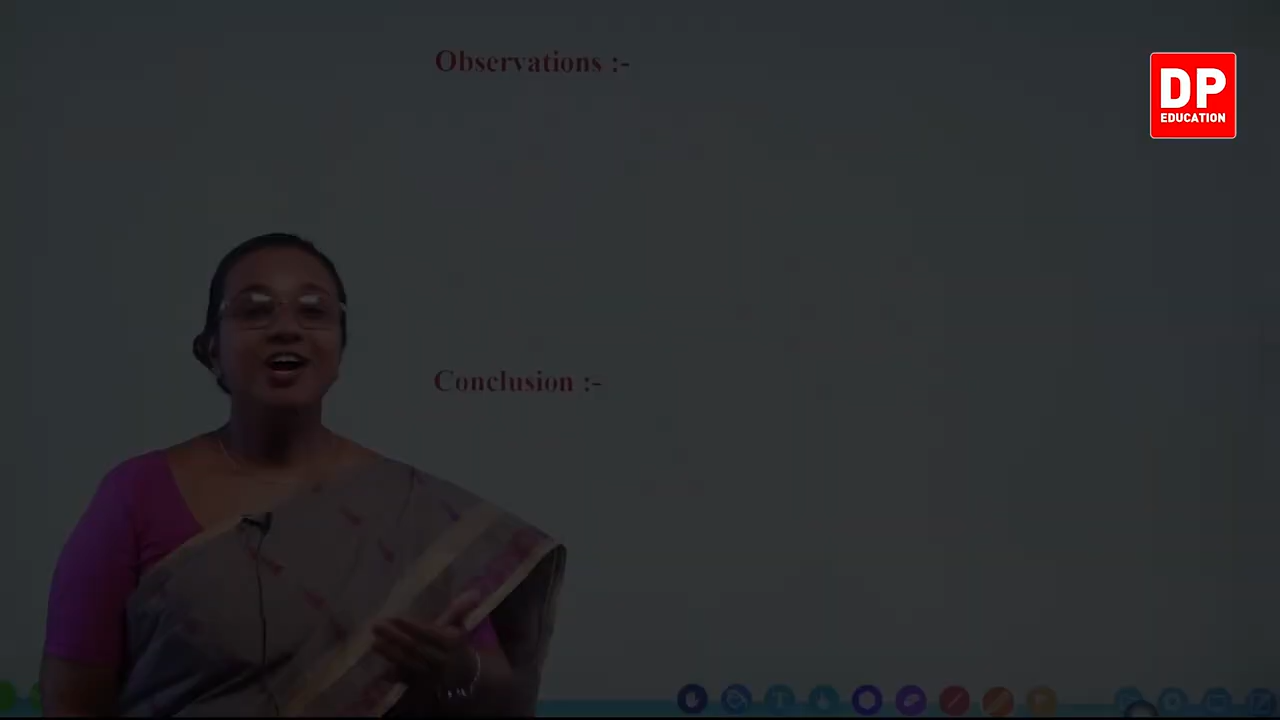 Observations :-
DP
EDUCATION
Conclusion :-